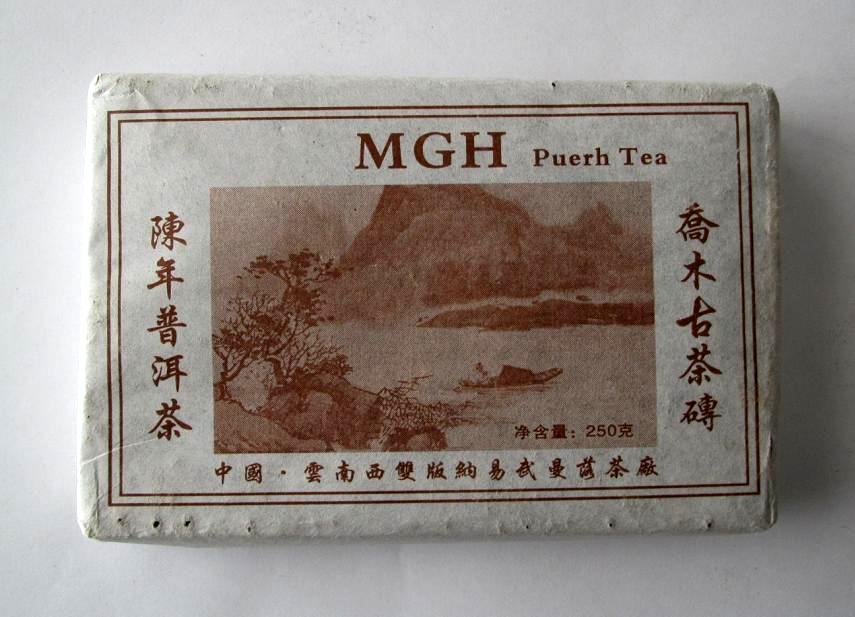 MGH Puerh Tea
喬木古茶磚
陳年普洱茶
净含量：250克
中國·雲南西雙版納易武曼落茶廠